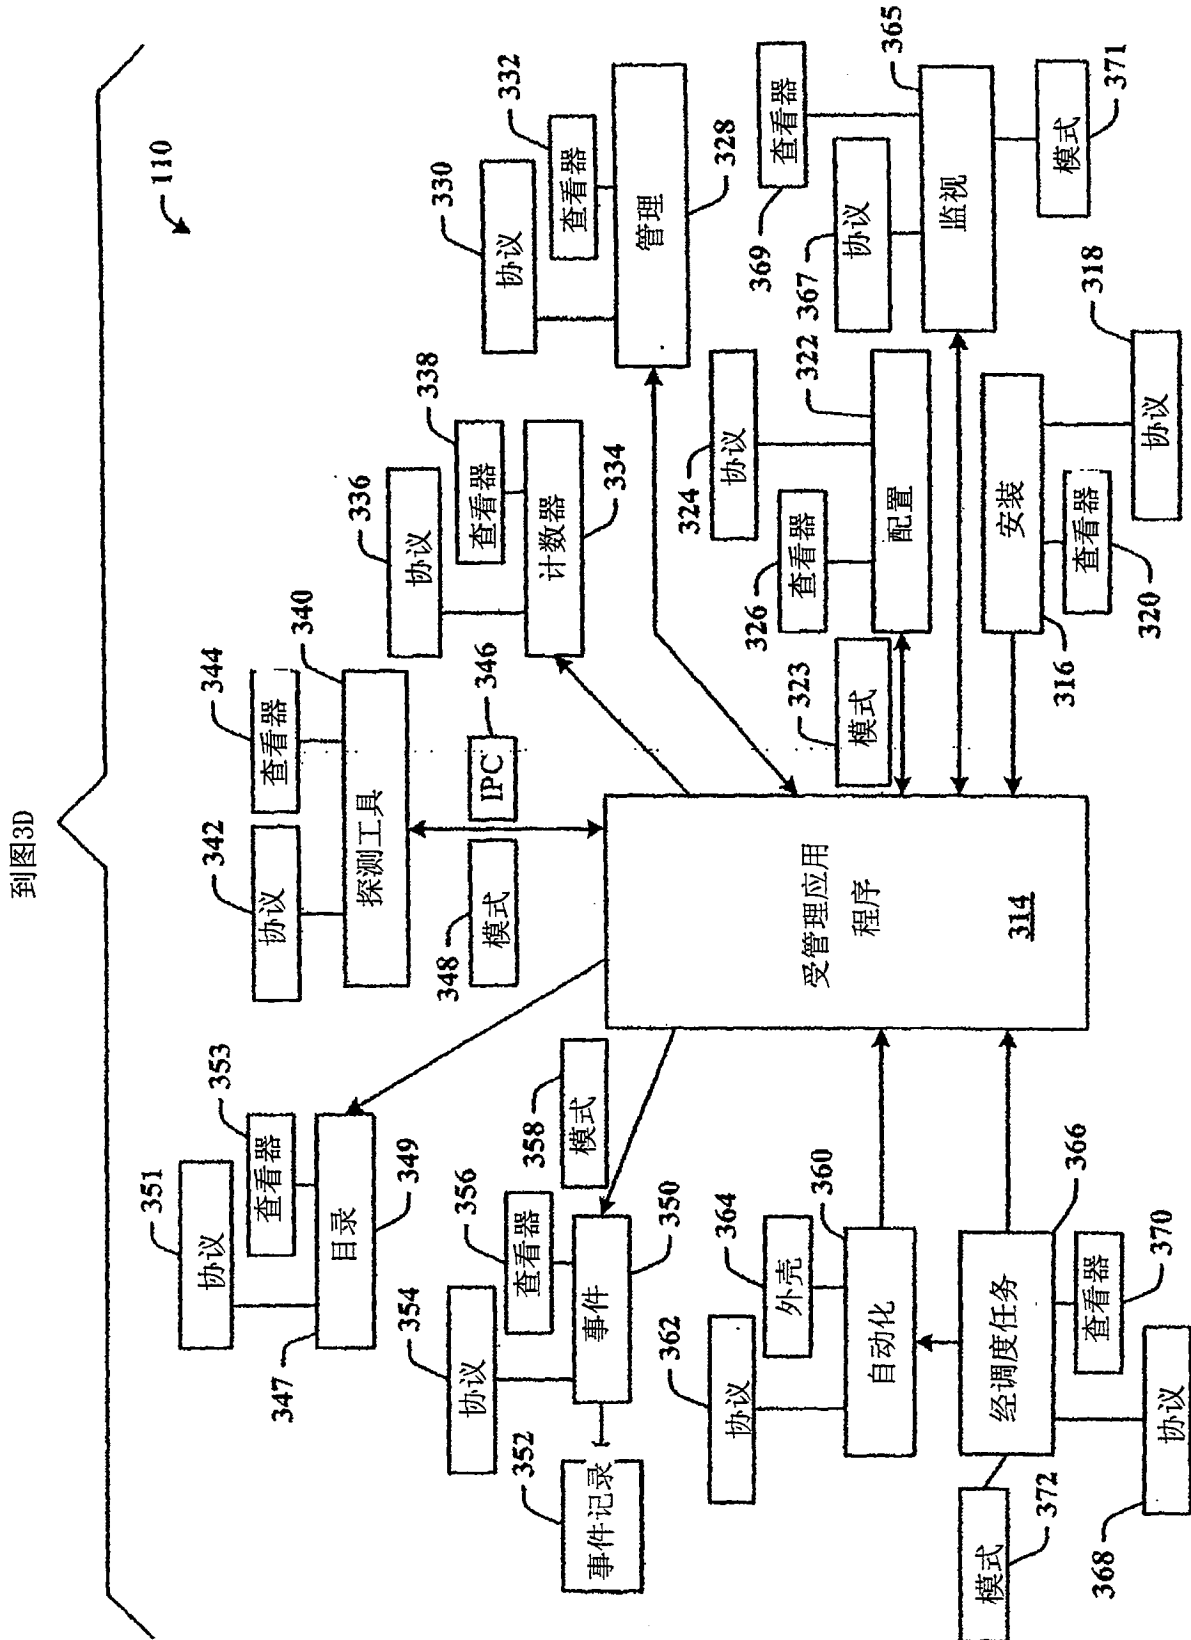 到图3D
110
351
协议
353
查看器
347
目录
349
342
协议
344
查看器
340
探测工具
348
模式
346
IPC
336
协议
338
查看器
计数器
334
330
协议
332
查看器
管理
328
354
协议
356
查看器
352
事件记录
事件
350
358
模式
受管理应用
程序
314
362
协议
364
外壳
360
自动化
366
经调度任务
372
模式
查看器
370
368
协议
324
协议
326
查看器
322
配置
323
模式
369
查看器
367
协议
365
监视
371
模式
316
安装
查看器
320
318
协议